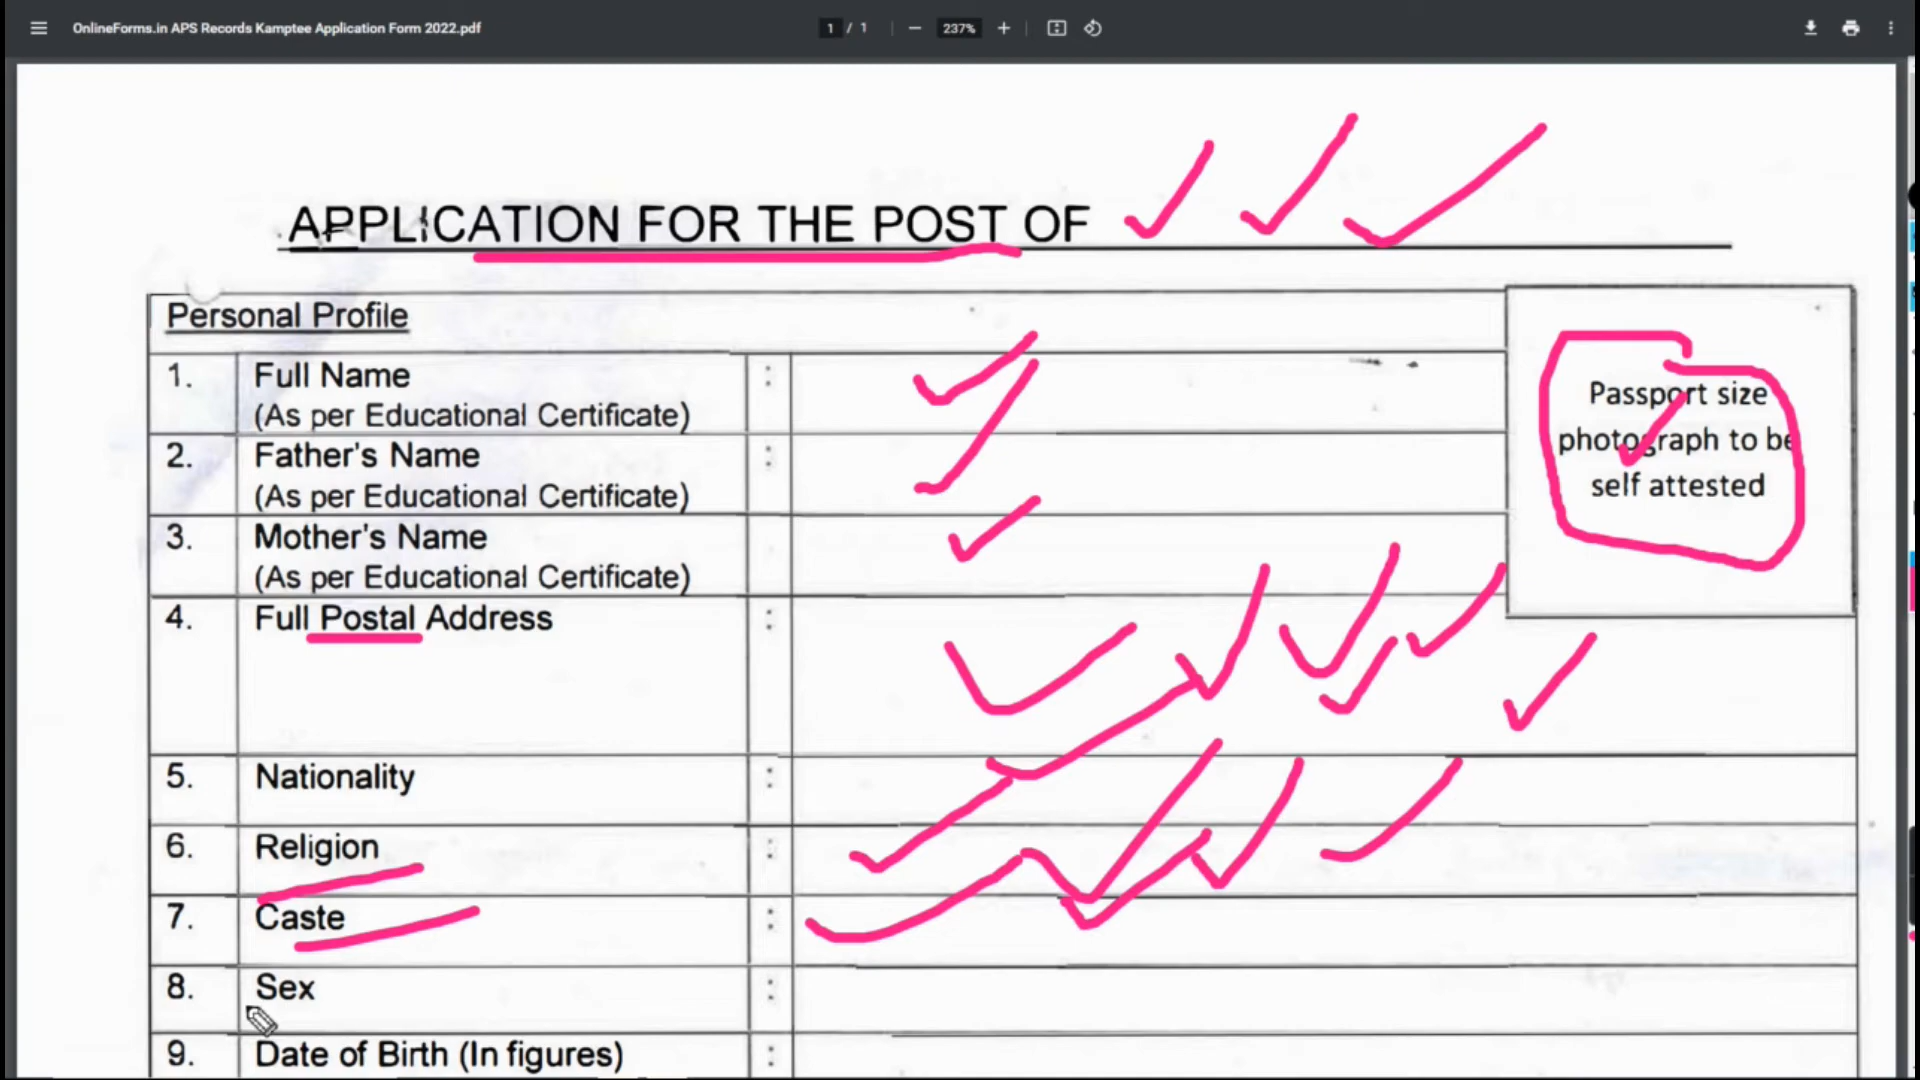 OnlineForms.in APS Records Kamptee Application Form 2022.pdf
1 / 1
237%
APPLICATION FOR THE POST OF
Personal Profile
1. Full Name :
(As per Educational Certificate)
2. Father's Name :
(As per Educational Certificate)
3. Mother's Name :
(As per Educational Certificate)
Passport size
photograph to be
self attested
4. Full Postal Address :
5. Nationality :
6. Religion :
7. Caste :
8. Sex :
9. Date of Birth (In figures) :